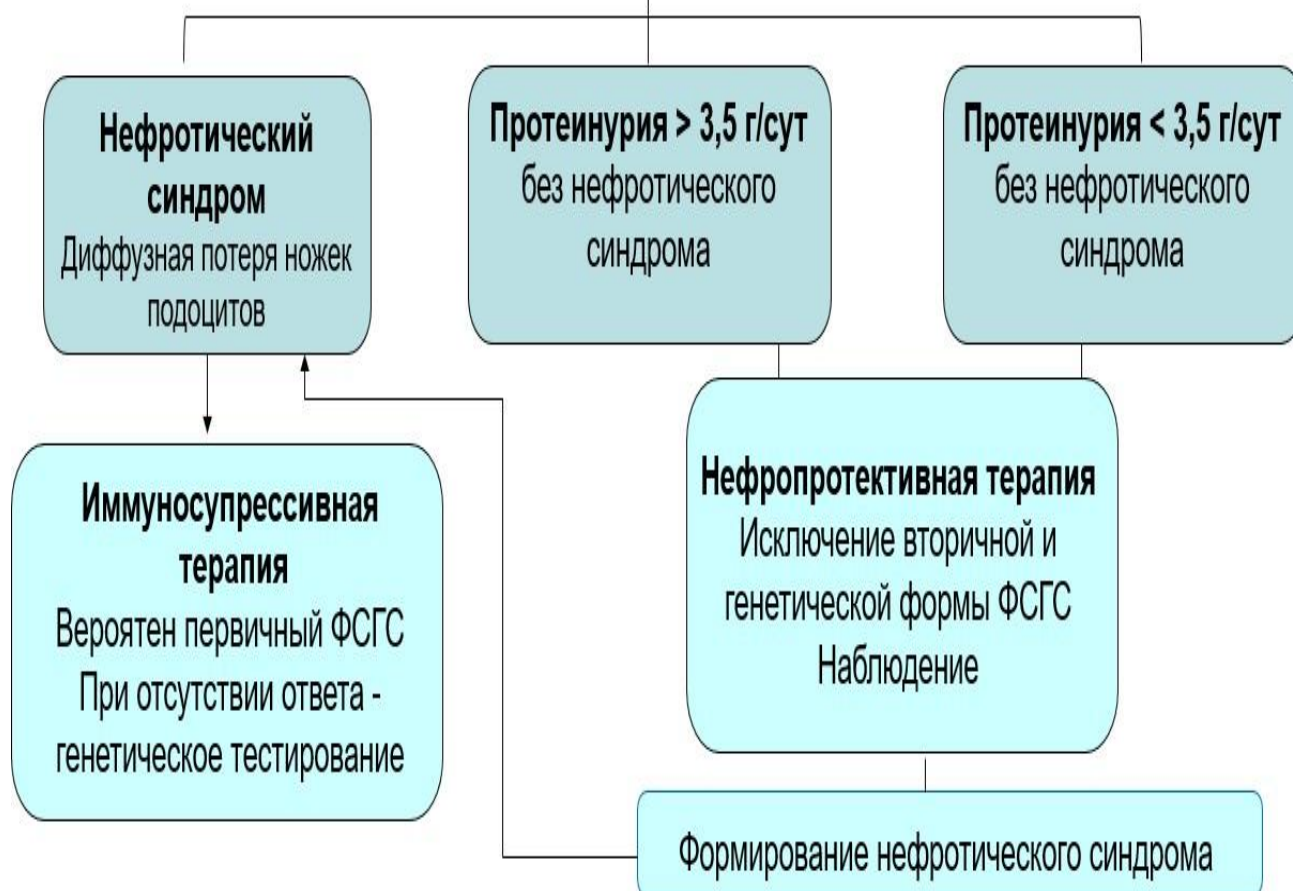 Нефротический
синдром
Диффузная потеря ножек
подоцитов
Протеинурия > 3,5 г/сут
без нефротического
синдрома
Протеинурия < 3,5 г/сут
без нефротического
синдрома
Иммуносупрессивная
терапия
Вероятен первичный ФСГС
При отсутствии ответа -
генетическое тестирование
Нефропротективная терапия
Исключение вторичной и
генетической формы ФСГС
Наблюдение
Формирование нефротического синдрома